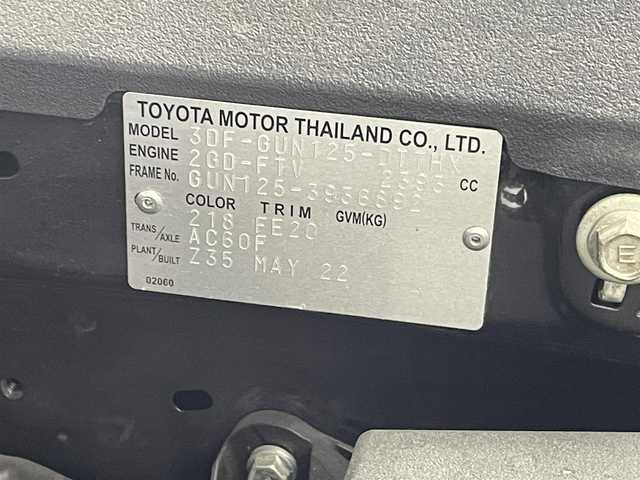 TOYOTA MOTOR THAILAND CO., LTD.
MODEL 3DF-GUN125-DTTHX
ENGINE 2GD-FTV 2393 CC
FRAME No. GUN125-3936682
COLOR TRIM GVM(KG)
218 FE20
TRANS/AXLE AC60F
PLANT/BUILT Z35 MAY 22
02060
E